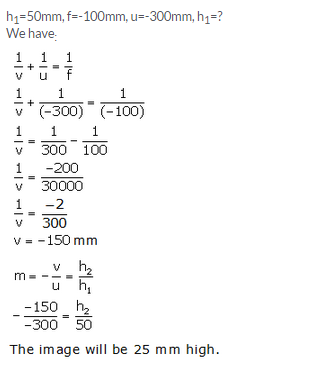 h₁=50mm, f=-100mm, u=-300mm, h₁=?
We have:
1/v + 1/u = 1/f
1/v + 1/(-300) = 1/(-100)
1/v = 1/300 - 1/100
1/v = -200/30000
1/v = -2/300
v = -150 mm
m = - v/u = h₂/h₁
- -150/-300 = h₂/50
The image will be 25 mm high.